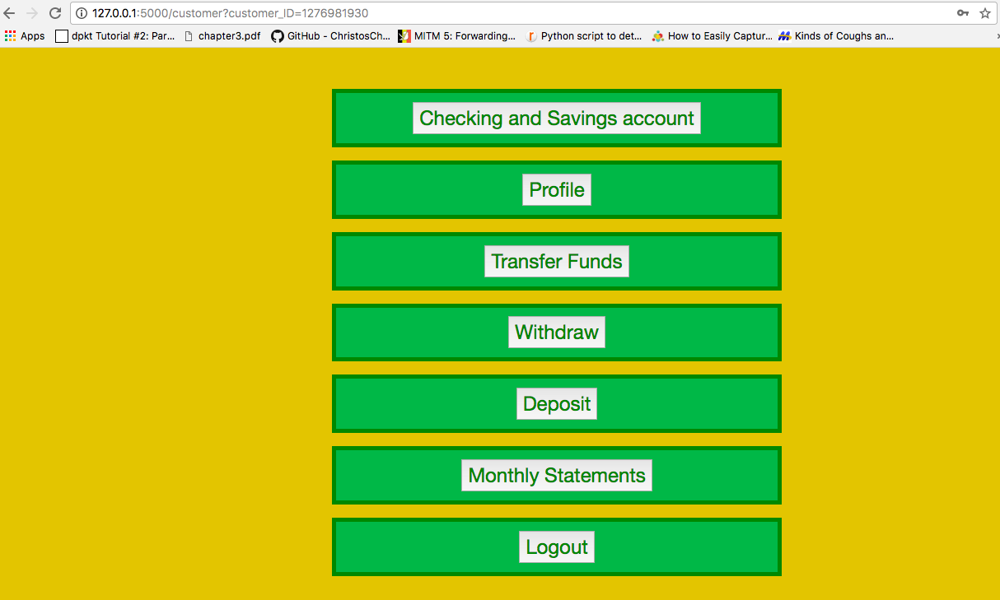 127.0.0.1:5000/customer?customer_ID=1276981930
Apps dpkt Tutorial #2: Par... chapter3.pdf GitHub - ChristosCh... MITM 5: Forwarding... Python script to det... How to Easily Captur... Kinds of Coughs an...
Checking and Savings account
Profile
Transfer Funds
Withdraw
Deposit
Monthly Statements
Logout